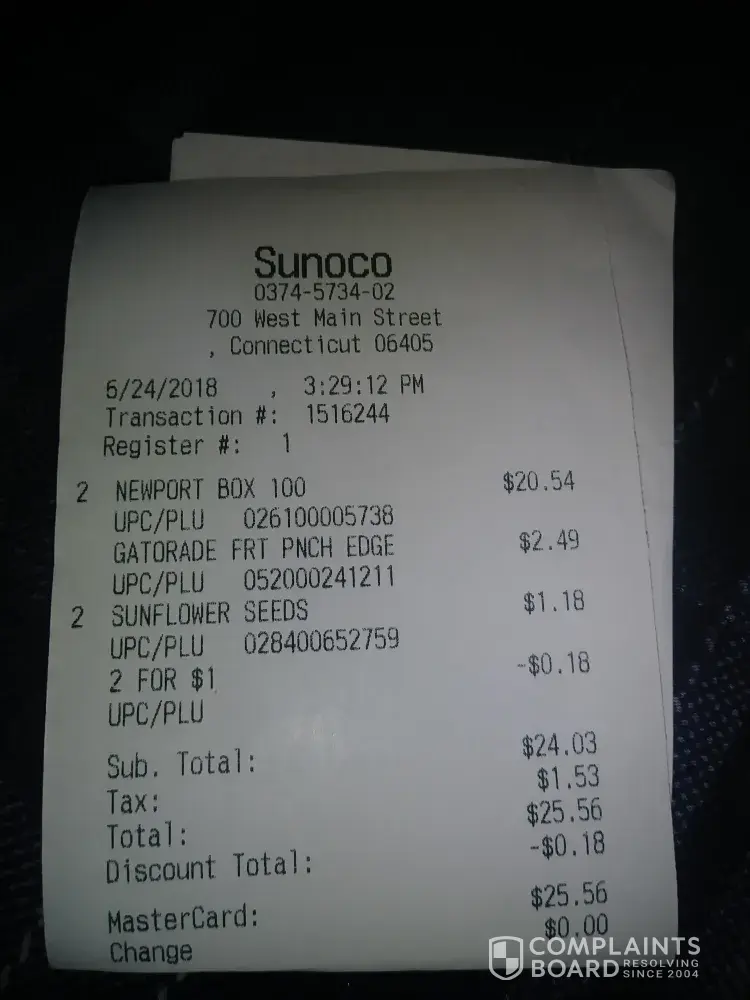 Sunoco
0374-5734-02
700 West Main Street
, Connecticut 06405
6/24/2018 , 3:29:12 PM
Transaction #: 1516244
Register #: 1
2 NEWPORT BOX 100 $20.54
UPC/PLU 026100005738
GATORADE FRT PNCH EDGE $2.49
UPC/PLU 052000241211
2 SUNFLOWER SEEDS $1.18
UPC/PLU 028400652759
2 FOR $1 -$0.18
UPC/PLU
Sub. Total: $24.03
Tax: $1.53
Total: $25.56
Discount Total: -$0.18
MasterCard: $25.56
Change $0.00
COMPLAINTS
BOARD RESOLVING SINCE 2004